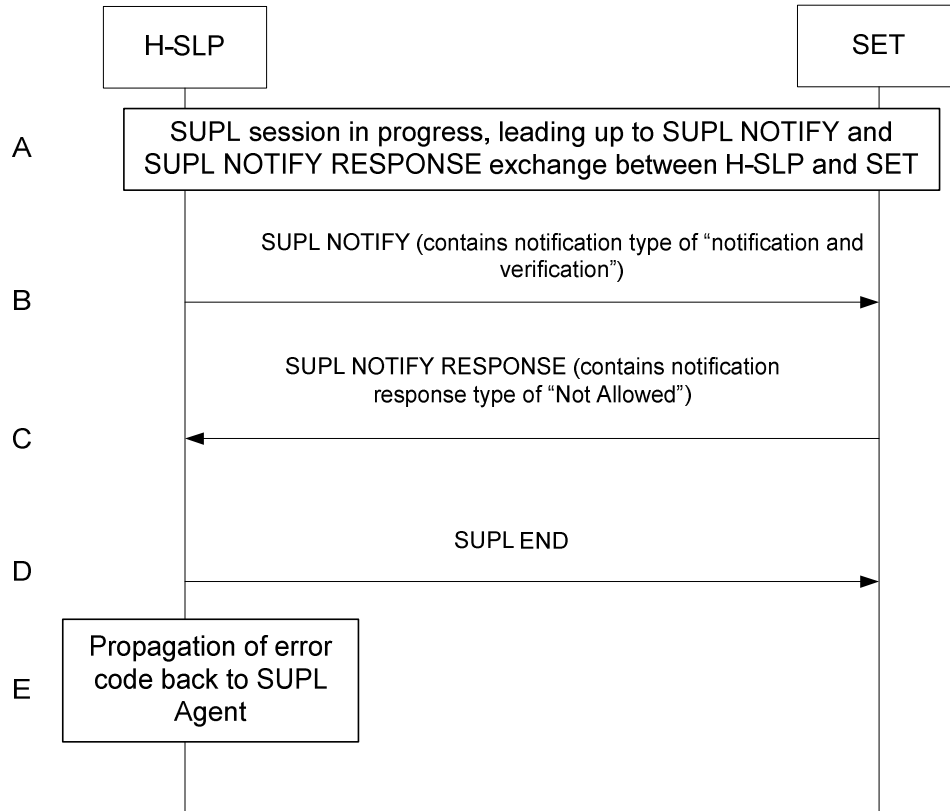 H-SLP
SET
A
SUPL session in progress, leading up to SUPL NOTIFY and
SUPL NOTIFY RESPONSE exchange between H-SLP and SET
SUPL NOTIFY (contains notification type of “notification and
verification”)
B
SUPL NOTIFY RESPONSE (contains notification
response type of “Not Allowed”)
C
SUPL END
D
Propagation of error
code back to SUPL
Agent
E